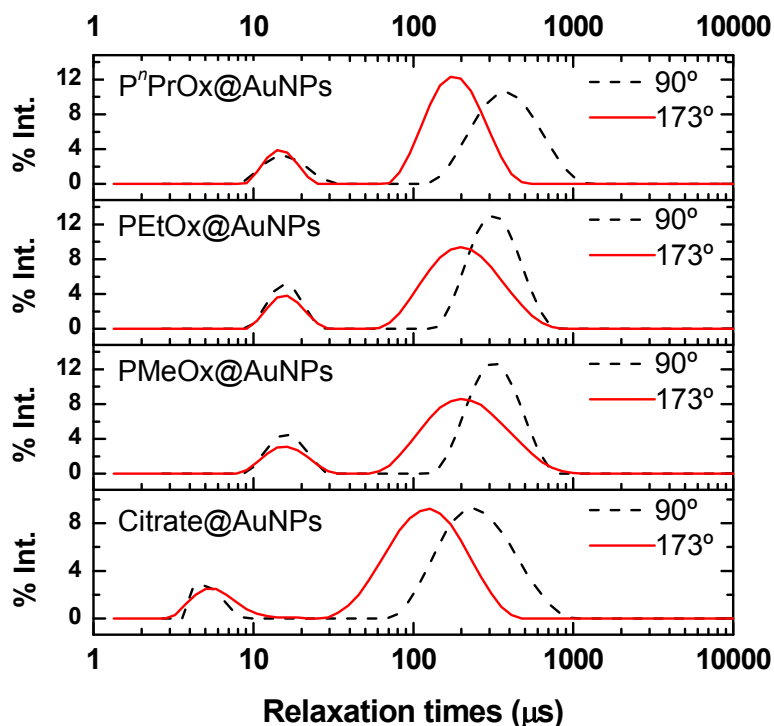 1 10 100 1000 10000
12
8
4
0
% Int.
PⁿPrOx@AuNPs
90º
173º
12
8
4
0
% Int.
PEtOx@AuNPs
90º
173º
12
8
4
0
% Int.
PMeOx@AuNPs
90º
173º
8
4
0
% Int.
Citrate@AuNPs
90º
173º
1 10 100 1000 10000
Relaxation times (μs)